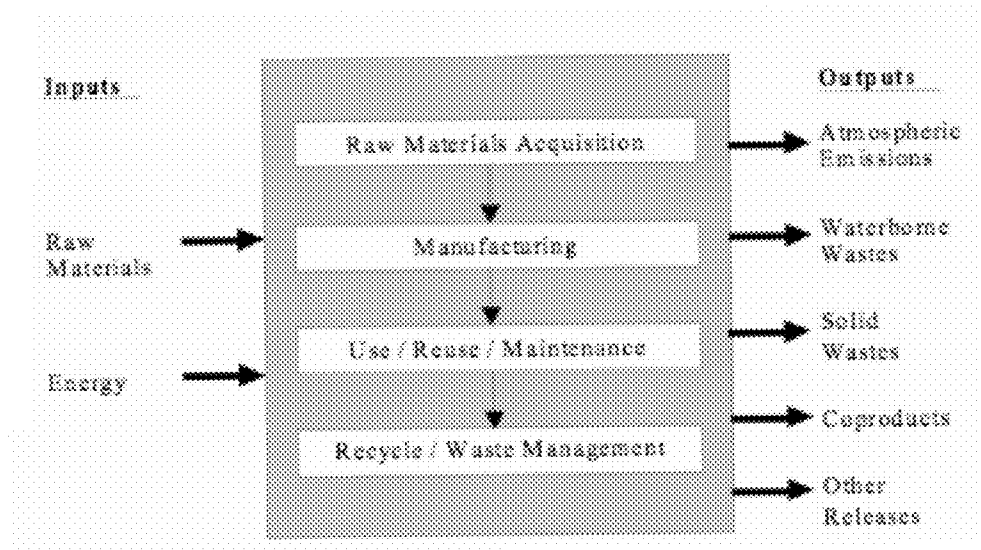 Inputs
Raw
Materials
Energy
Raw Materials Acquisition
Manufacturing
Use / Reuse / Maintenance
Recycle / Waste Management
Outputs
Atmospheric
Emissions
Waterborne
Wastes
Solid
Wastes
Coproducts
Other
Releases